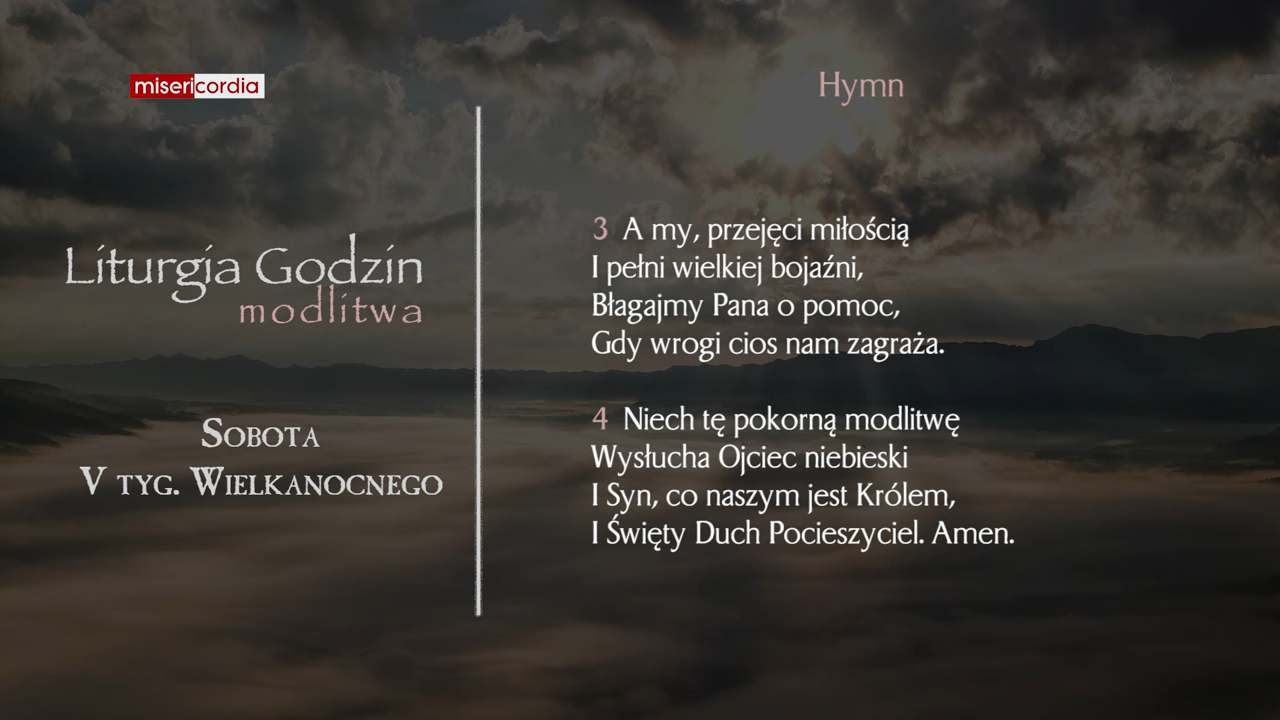 misericordia
Liturgia Godzin
modlitwa
Sobota
V tyg. Wielkanocnego
Hymn
3 A my, przejęci miłością
I pełni wielkiej bojaźni,
Błagajmy Pana o pomoc,
Gdy wrogi cios nam zagraża.
4 Niech tę pokorną modlitwę
Wysłucha Ojciec niebieski
I Syn, co naszym jest Królem,
I Święty Duch Pocieszyciel. Amen.